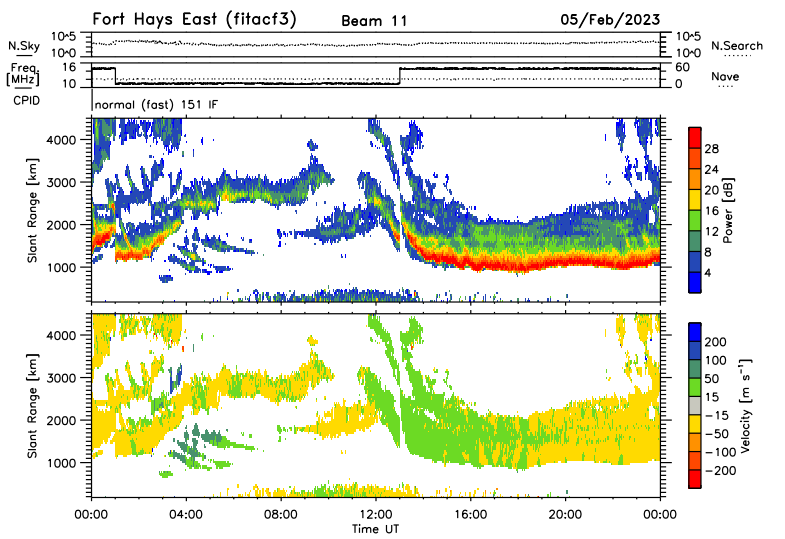 Fort Hays East (fitacf3) Beam 11 05/Feb/2023
N.Sky 10^5 10^0 10^5 10^0 N.Search
Freq. [MHz] 16 10 60 0 Nave
CPID normal (fast) 151 IF
Slant Range [km]
4000
3000
2000
1000
28
24
20
16
12
8
4
Power [dB]
Slant Range [km]
4000
3000
2000
1000
200
100
50
15
−15
−50
−100
−200
Velocity [m s⁻¹]
00:00 04:00 08:00 12:00 16:00 20:00 00:00
Time UT